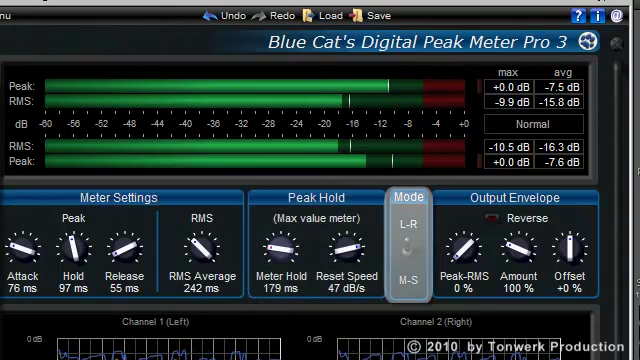 nu Undo Redo Load Save ? i @
Blue Cat's Digital Peak Meter Pro 3
max avg
Peak: +0.0 dB -7.5 dB
RMS: -9.9 dB -15.8 dB
dB -60 -56 -52 -48 -44 -40 -36 -32 -28 -24 -20 -16 -12 -8 -4 +0 Normal
RMS: -10.5 dB -16.3 dB
Peak: +0.0 dB -7.6 dB
Meter Settings Peak Hold Mode Output Envelope
Peak RMS (Max value meter) L-R Reverse
Attack Hold Release RMS Average Meter Hold Reset Speed M-S Peak-RMS Amount Offset
76 ms 97 ms 55 ms 242 ms 179 ms 47 dB/s 0 % 100 % +0 %
Channel 1 (Left) Channel 2 (Right)
0 dB 0 dB
© 2010 by Tonwerk Production